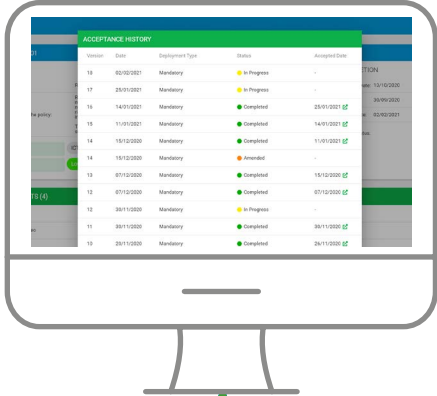 ACCEPTANCE HISTORY
Version Date Deployment Type Status Accepted Date
18 02/02/2021 Mandatory In Progress -
17 25/01/2021 Mandatory In Progress -
16 14/01/2021 Mandatory Completed 25/01/2021
15 11/01/2021 Mandatory Completed 14/01/2021
14 15/12/2020 Mandatory Completed 11/01/2021
14 15/12/2020 Mandatory Amended -
13 07/12/2020 Mandatory Completed 15/12/2020
12 07/12/2020 Mandatory Completed 07/12/2020
12 30/11/2020 Mandatory In Progress -
11 30/11/2020 Mandatory Completed 30/11/2020
10 20/11/2020 Mandatory Completed 26/11/2020
01
he policy:
TS (4)
TION
13/10/2020
30/09/2020
02/02/2021